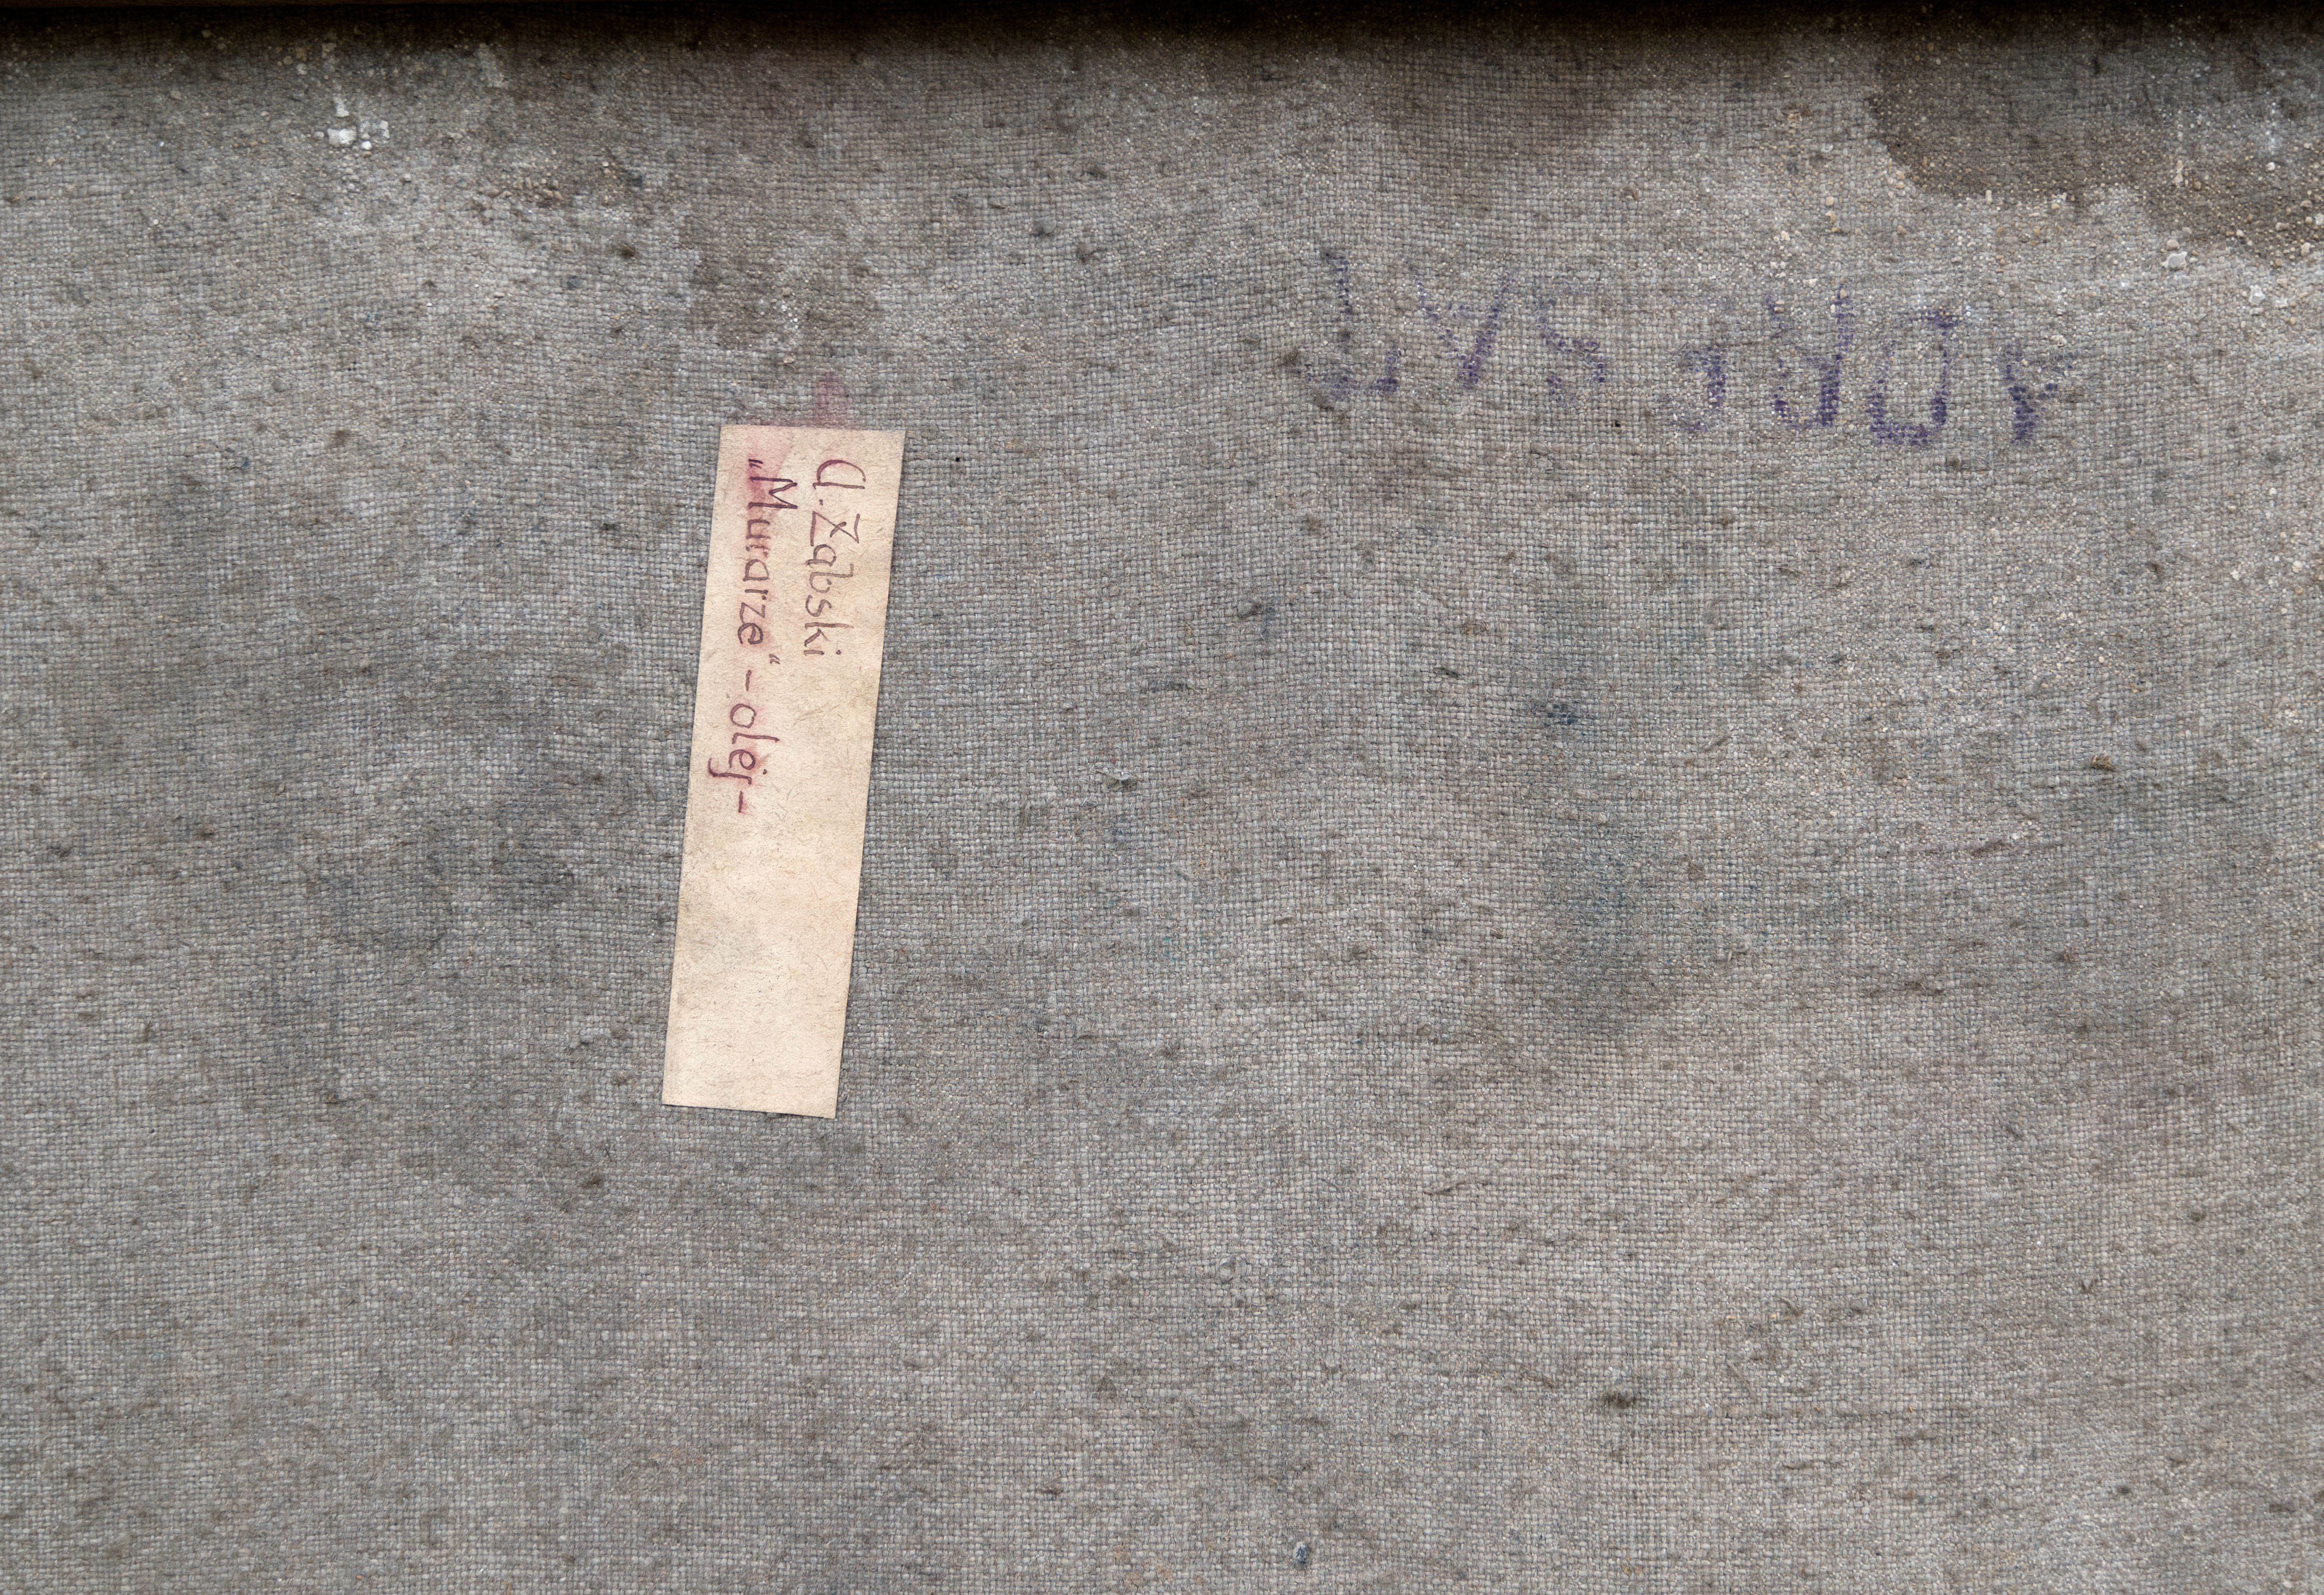 A. Żabski
„Murarze“ - olej -